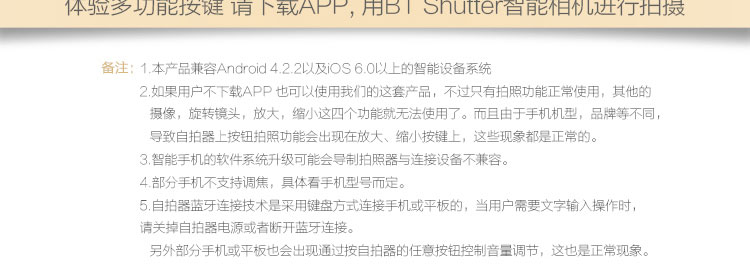 体验多功能按键 请下载APP, 用BT Shutter智能相机进行拍摄
备注: 1.本产品兼容Android 4.2.2以及iOS 6.0以上的智能设备系统
2.如果用户不下载APP 也可以使用我们的这套产品，不过只有拍照功能正常使用，其他的
摄像，旋转镜头，放大，缩小这四个功能就无法使用了。而且由于手机机型，品牌等不同，
导致自拍器上按钮拍照功能会出现在放大、缩小按键上，这些现象都是正常的。
3.智能手机的软件系统升级可能会导制拍照器与连接设备不兼容。
4.部分手机不支持调焦，具体看手机型号而定。
5.自拍器蓝牙连接技术是采用键盘方式连接手机或平板的，当用户需要文字输入操作时，
请关掉自拍器电源或者断开蓝牙连接。
另外部分手机或平板也会出现通过按自拍器的任意按钮控制音量调节，这也是正常现象。